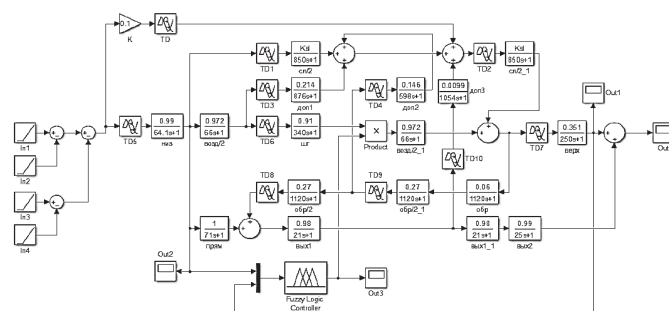 0.1
K
TD
TD1
Ksl
850s+1
сл/2
TD2
Ksl
850s+1
сл/2_1
0.214
876s+1
TD3
доп1
0.146
598s+1
TD4
доп2
0.0099
1054s+1
доп3
Out1
In1
In2
In3
In4
TD5
0.99
64.1s+1
низ
0.972
66s+1
возд/2
TD6
0.91
340s+1
шг
×
Product
0.972
66s+1
возд/2_1
TD7
0.351
250s+1
верх
Out
TD10
TD8
0.27
1120s+1
обр/2
TD9
0.27
1120s+1
обр/2_1
0.06
1120s+1
обр
1
71s+1
прям
0.98
21s+1
вых1
0.98
21s+1
вых1_1
0.99
25s+1
вых2
Out2
Fuzzy Logic
Controller
Out3